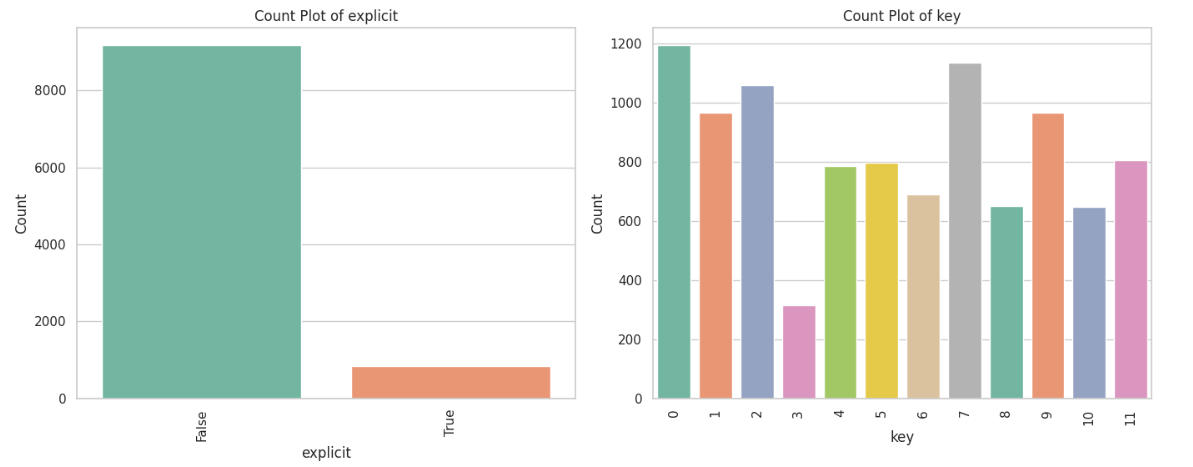 Count Plot of explicit
Count
8000
6000
4000
2000
0
False
True
explicit
Count Plot of key
Count
1200
1000
800
600
400
200
0
0 1 2 3 4 5 6 7 8 9 10 11
key